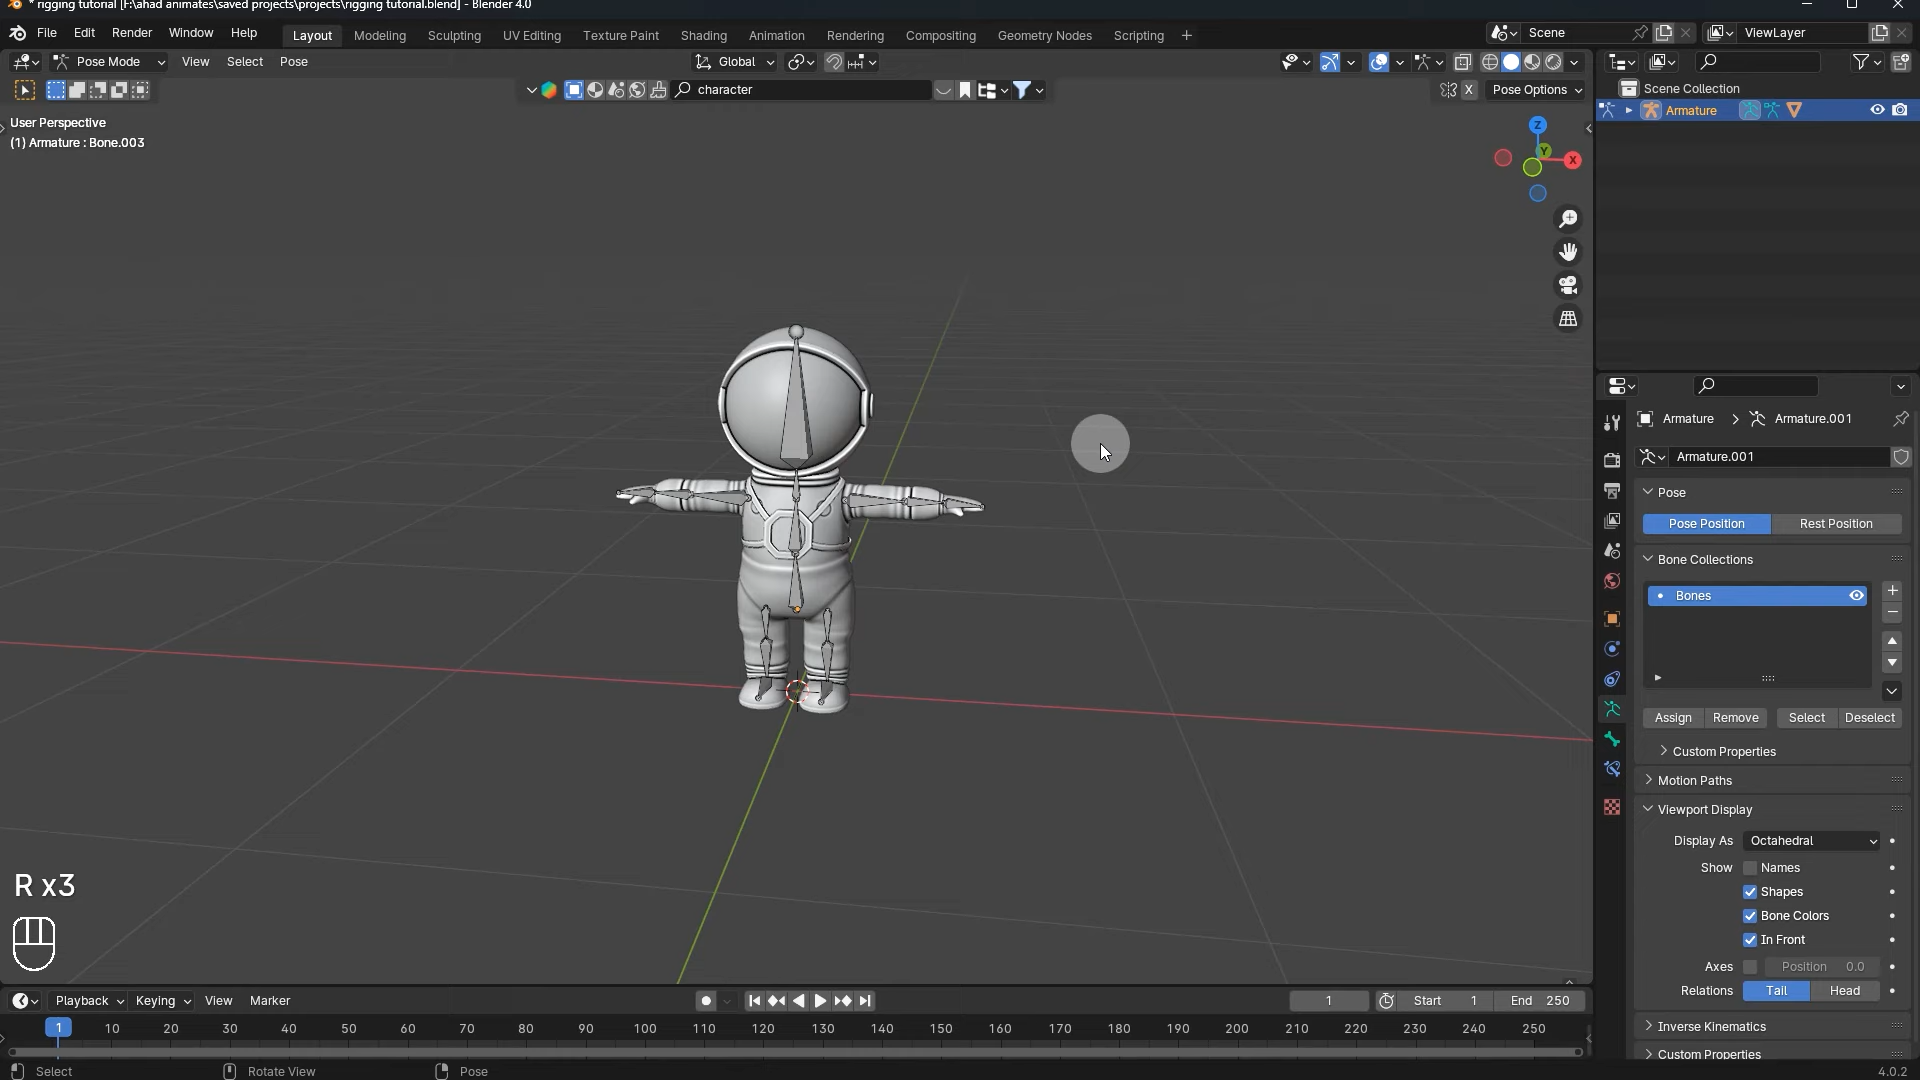 * rigging tutorial [F:\ahad animates\saved projects\projects\rigging tutorial.blend] - Blender 4.0
File Edit Render Window Help Layout Modeling Sculpting UV Editing Texture Paint Shading Animation Rendering Compositing Geometry Nodes Scripting + Scene ViewLayer
Pose Mode View Select Pose Global
character X Pose Options
Scene Collection
Armature
User Perspective
(1) Armature : Bone.003
Z
Y
X
Armature > Armature.001
Armature.001
Pose
Pose Position Rest Position
Bone Collections
Bones
Assign Remove Select Deselect
Custom Properties
Motion Paths
Viewport Display
Display As Octahedral
Show Names
Shapes
Bone Colors
In Front
Axes Position 0.0
Relations Tail Head
Inverse Kinematics
Custom Properties
R x3
Playback Keying View Marker 1 Start 1 End 250
1 10 20 30 40 50 60 70 80 90 100 110 120 130 140 150 160 170 180 190 200 210 220 230 240 250
Select Rotate View Pose 4.0.2